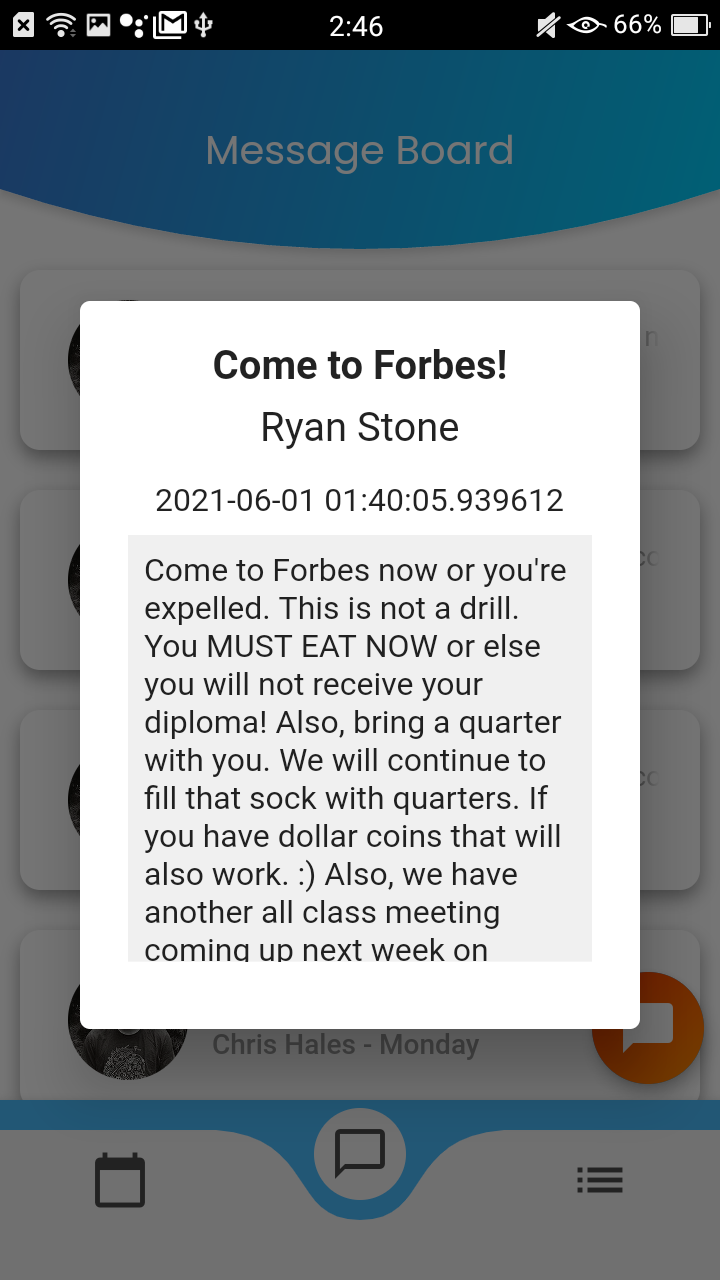 2:46
66%
Message Board
Come to Forbes!
Ryan Stone
2021-06-01 01:40:05.939612
Come to Forbes now or you're
expelled. This is not a drill.
You MUST EAT NOW or else
you will not receive your
diploma! Also, bring a quarter
with you. We will continue to
fill that sock with quarters. If
you have dollar coins that will
also work. :) Also, we have
another all class meeting
coming up next week on
Chris Hales - Monday